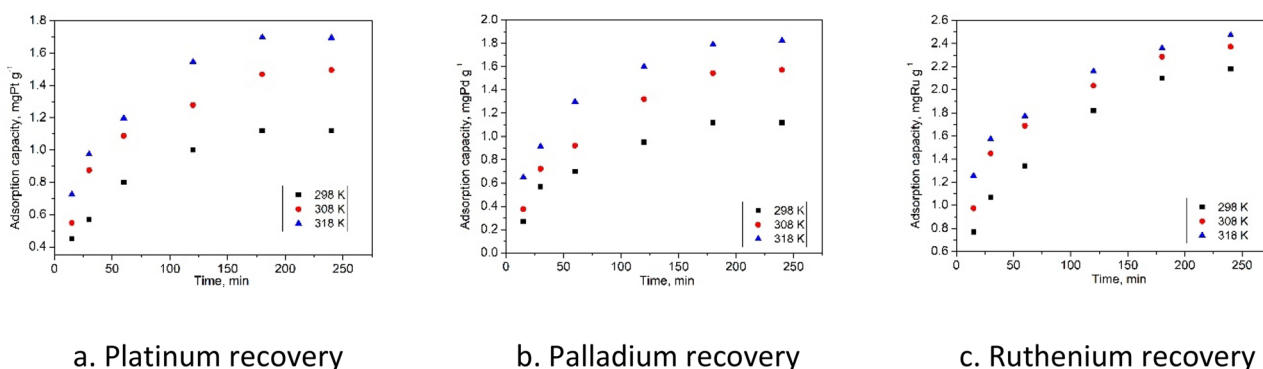 1.8
1.6
1.4
1.2
1.0
0.8
0.6
0.4
Adsorption capacity, mgPt g⁻¹
298 K
308 K
318 K
0 50 100 150 200 250
Time, min
a. Platinum recovery
2.0
1.8
1.6
1.4
1.2
1.0
0.8
0.6
0.4
0.2
0.0
Adsorption capacity, mgPd g⁻¹
298 K
308 K
318 K
0 50 100 150 200 250
Time, min
b. Palladium recovery
2.6
2.4
2.2
2.0
1.8
1.6
1.4
1.2
1.0
0.8
0.6
Adsorption capacity, mgRu g⁻¹
298 K
308 K
318 K
0 50 100 150 200 250
Time, min
c. Ruthenium recovery